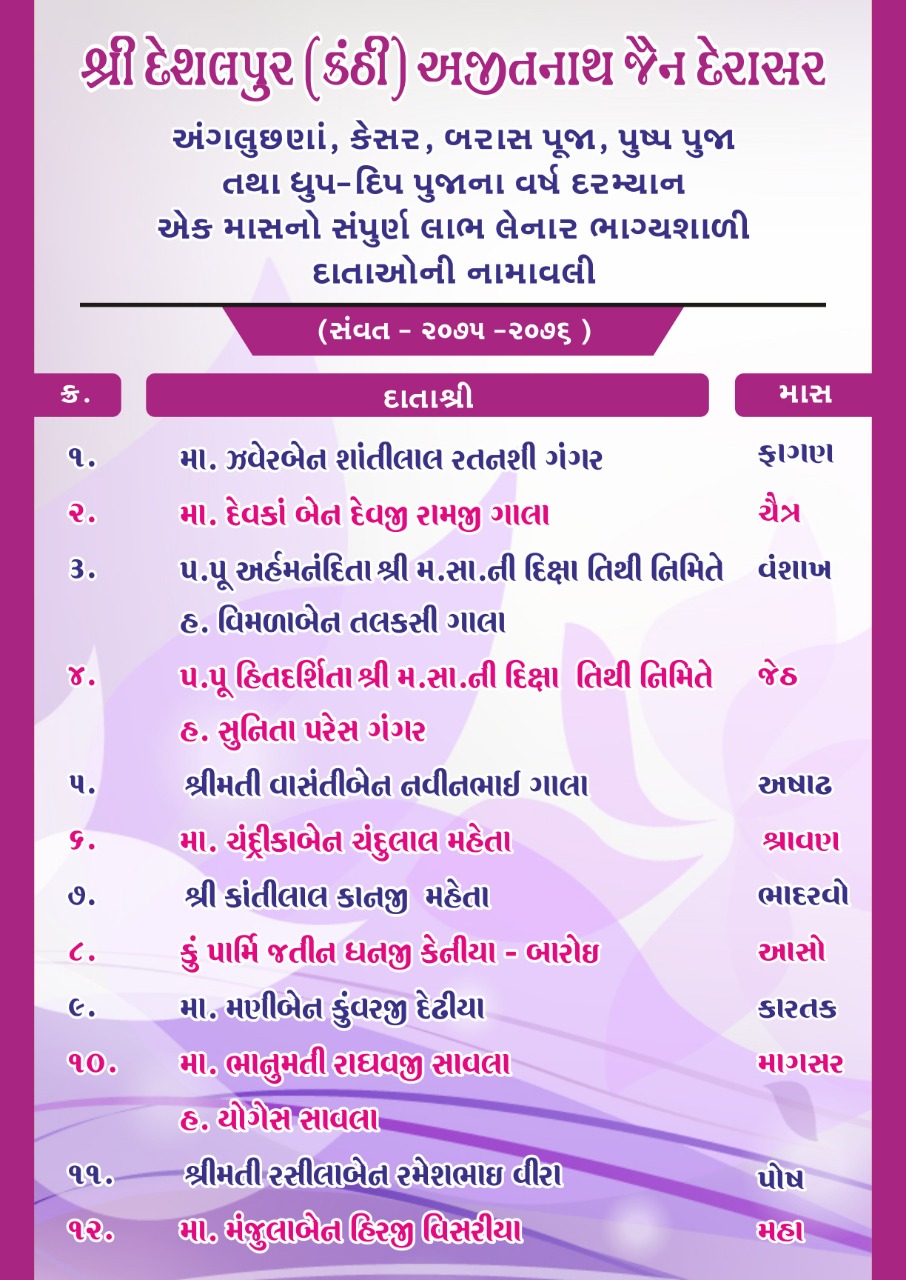 શ્રી દેશલપુર (કંઠી) અજીતનાથ જૈન દેરાસર
અંગલુછણાં, કેસર, બરાસ પૂજા, પુષ્પ પુજા
તથા ધુપ-દિપ પુજાના વર્ષ દરમ્યાન
એક માસનો સંપુર્ણ લાભ લેનાર ભાગ્યશાળી
દાતાઓની નામાવલી
(સંવત - ૨૦૭૫ -૨૦૭૬ )
ક્ર. દાતાશ્રી માસ
૧. મા. ઝવેરબેન શાંતીલાલ રતનશી ગંગર ફાગણ
૨. મા. દેવકાં બેન દેવજી રામજી ગાલા ચૈત્ર
૩. પ.પૂ અર્હમનંદિતા શ્રી મ.સા.ની દિક્ષા તિથી નિમિતે વંશાખ
હ. વિમળાબેન તલકસી ગાલા
૪. પ.પૂ હિતદર્શિતા શ્રી મ.સા.ની દિક્ષા તિથી નિમિતે જેઠ
હ. સુનિતા પરેસ ગંગર
૫. શ્રીમતી વાસંતીબેન નવીનભાઈ ગાલા અષાઢ
૬. મા. ચંદ્રીકાબેન ચંદુલાલ મહેતા શ્રાવણ
૭. શ્રી કાંતીલાલ કાનજી મહેતા ભાદરવો
૮. કું પાર્મિ જતીન ધનજી કેનીયા - બારોઇ આસો
૯. મા. મણીબેન કુંવરજી દેઢીયા કારતક
૧૦. મા. ભાનુમતી રાઘવજી સાવલા માગસર
હ. યોગેસ સાવલા
૧૧. શ્રીમતી રસીલાબેન રમેશભાઇ વીરા પોષ
૧૨. મા. મંજુલાબેન હિરજી વિસરીયા મહા